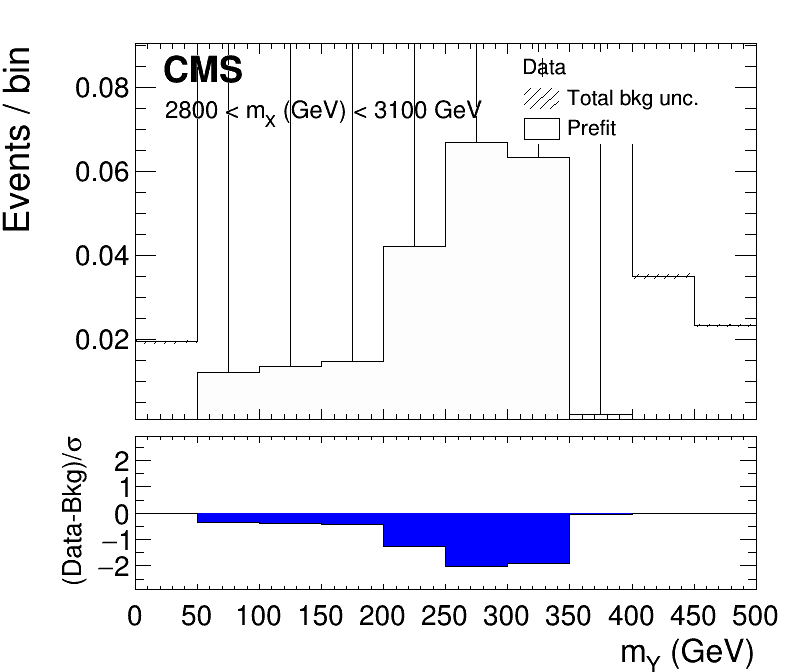 CMS
2800 < mX (GeV) < 3100 GeV
Data
Total bkg unc.
Prefit
Events / bin
0.08
0.06
0.04
0.02
(Data-Bkg)/σ
2
1
0
−1
−2
0 50 100 150 200 250 300 350 400 450 500
mY (GeV)